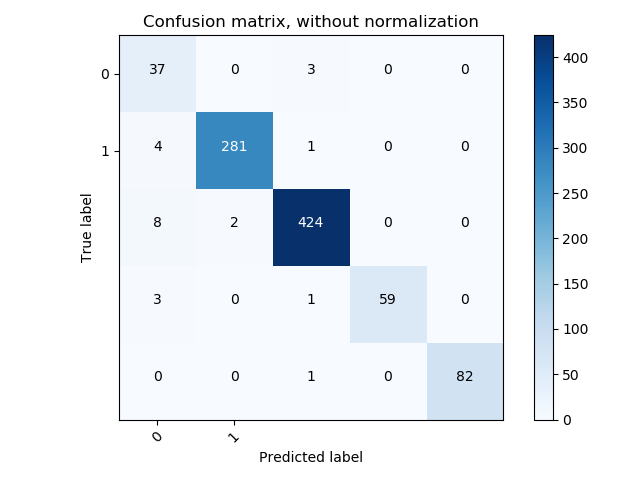 Confusion matrix, without normalization
True label
0 37 0 3 0 0
1 4 281 1 0 0
8 2 424 0 0
3 0 1 59 0
0 0 1 0 82
0 1
Predicted label
400
350
300
250
200
150
100
50
0